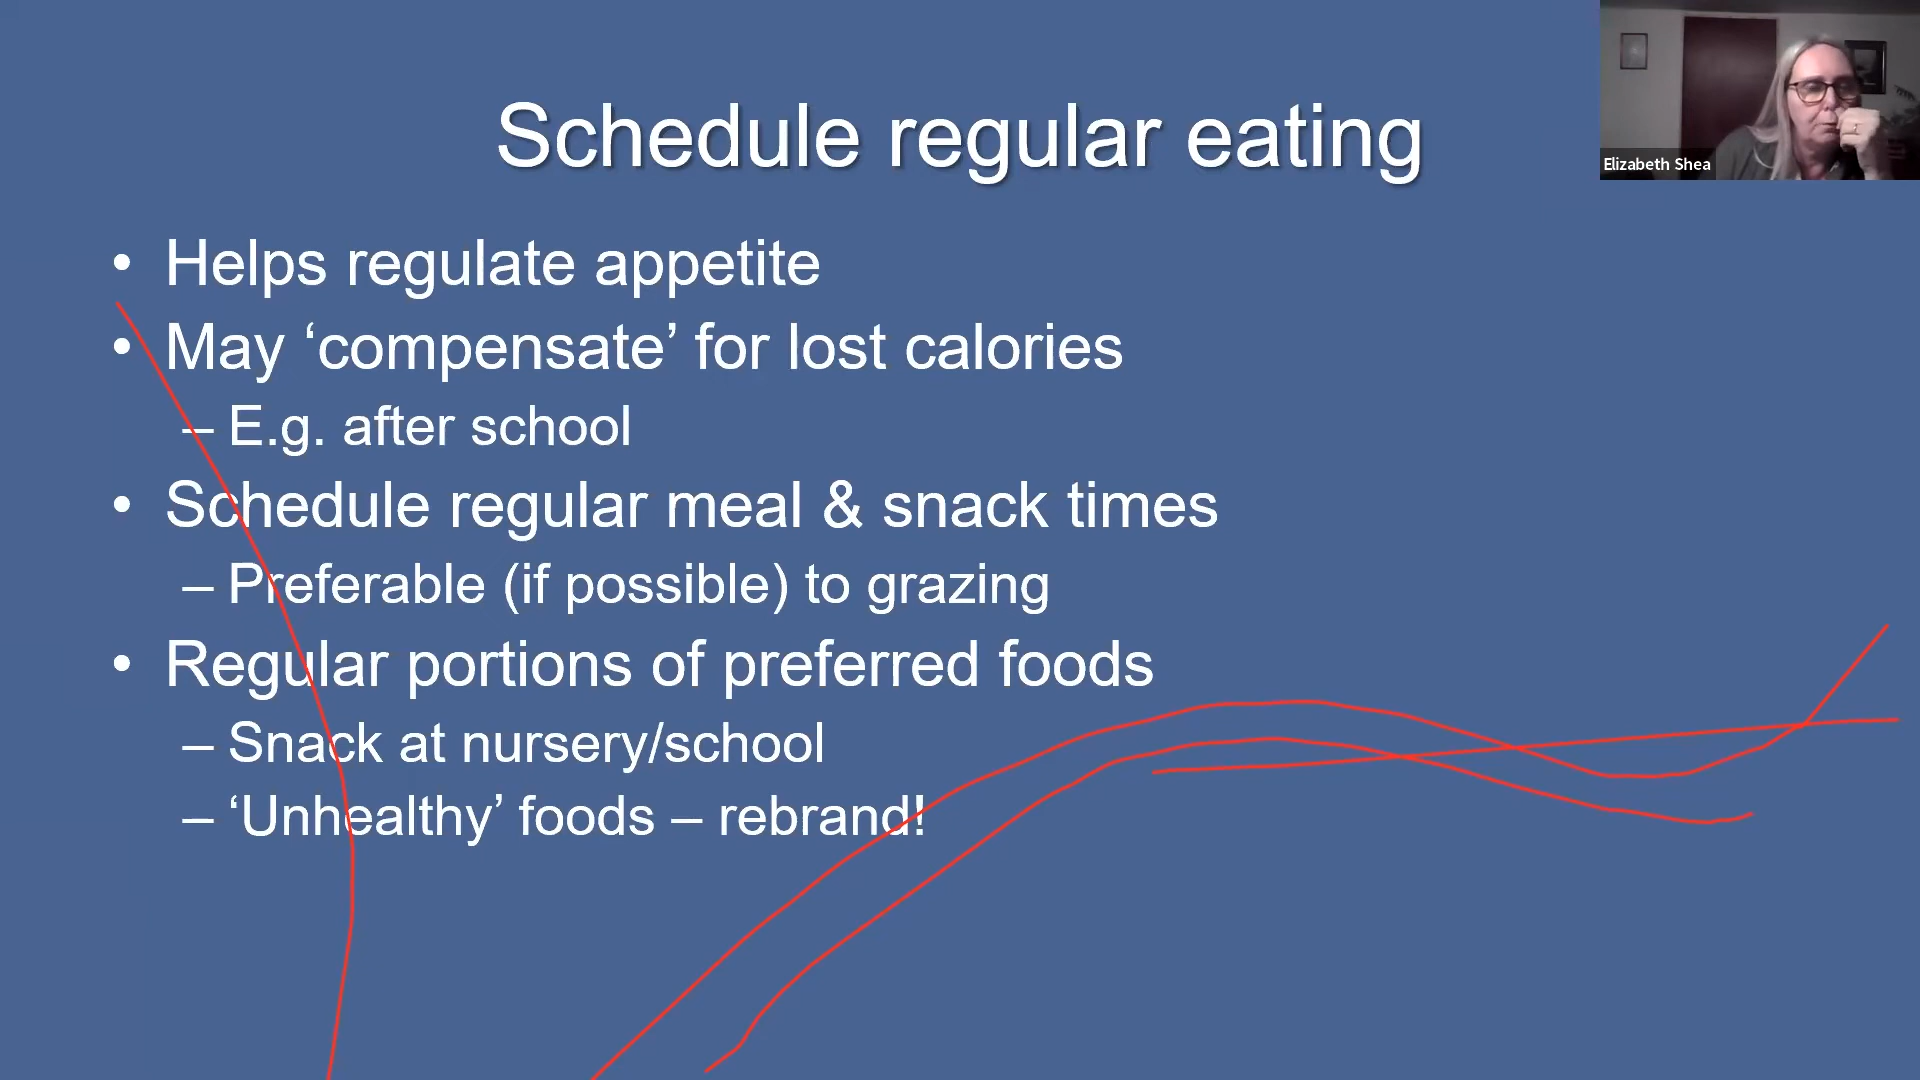 Schedule regular eating
Elizabeth Shea
• Helps regulate appetite
• May ‘compensate’ for lost calories
– E.g. after school
• Schedule regular meal & snack times
– Preferable (if possible) to grazing
• Regular portions of preferred foods
– Snack at nursery/school
– ‘Unhealthy’ foods – rebrand!